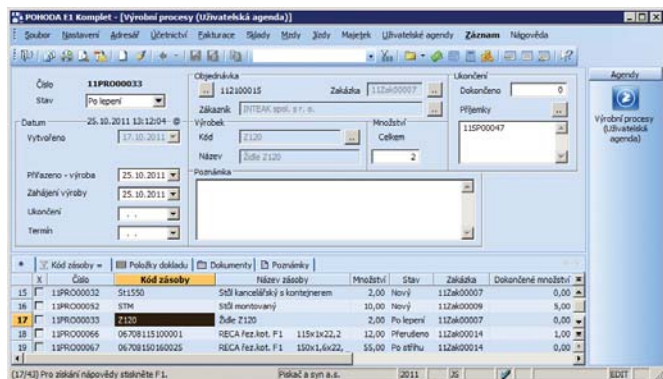 POHODA E1 Komplet - [Výrobní procesy (Uživatelská agenda)]
Soubor Nastavení Adresář Účetnictví Fakturace Sklady Mzdy Jízdy Majetek Uživatelské agendy Záznam Nápověda
Číslo 11PRO00033
Stav Po lepení
Objednávka
112100015 Zakázka 11Zak00007
Zákazník INTEAK spol. s r. o.
Ukončení
Dokončeno 0
Příjemky
11SP00047
Agendy
Výrobní procesy
(Uživatelská
agenda)
Datum 25.10.2011 13:12:04
Vytvořeno 17.10.2011
Přiřazeno - výroba 25.10.2011
Zahájení výroby 25.10.2011
Ukončení . .
Termín . .
Výrobek
Kód Z120
Název Židle Z120
Množství
Celkem
2
Poznámka
Kód zásoby = Položky dokladu Dokumenty Poznámky
X Číslo Kód zásoby Název zásoby Množství Stav Zakázka Dokončené množství
15 11PRO00032 St1550 Stůl kancelářský s kontejnerem 2,00 Nový 11Zak00007 0,00
16 11PRO00052 STM Stůl montovaný 10,00 Nový 11Zak00009 5,00
17 11PRO00033 Z120 Židle Z120 2,00 Po lepení 11Zak00007 0,00
18 11PRO00066 06708115100001 RECA řez.kot. F1 115x1x22,2 12,00 Přerušeno 11Zak00014 1,00
19 11PRO00067 06708150160025 RECA řez.kot. F1 150x1,6x22, 55,00 Po střihu 11Zak00014 0,00
(17/43) Pro získání nápovědy stiskněte F1. Piskač a syn a.s. 2011 JS EDIT